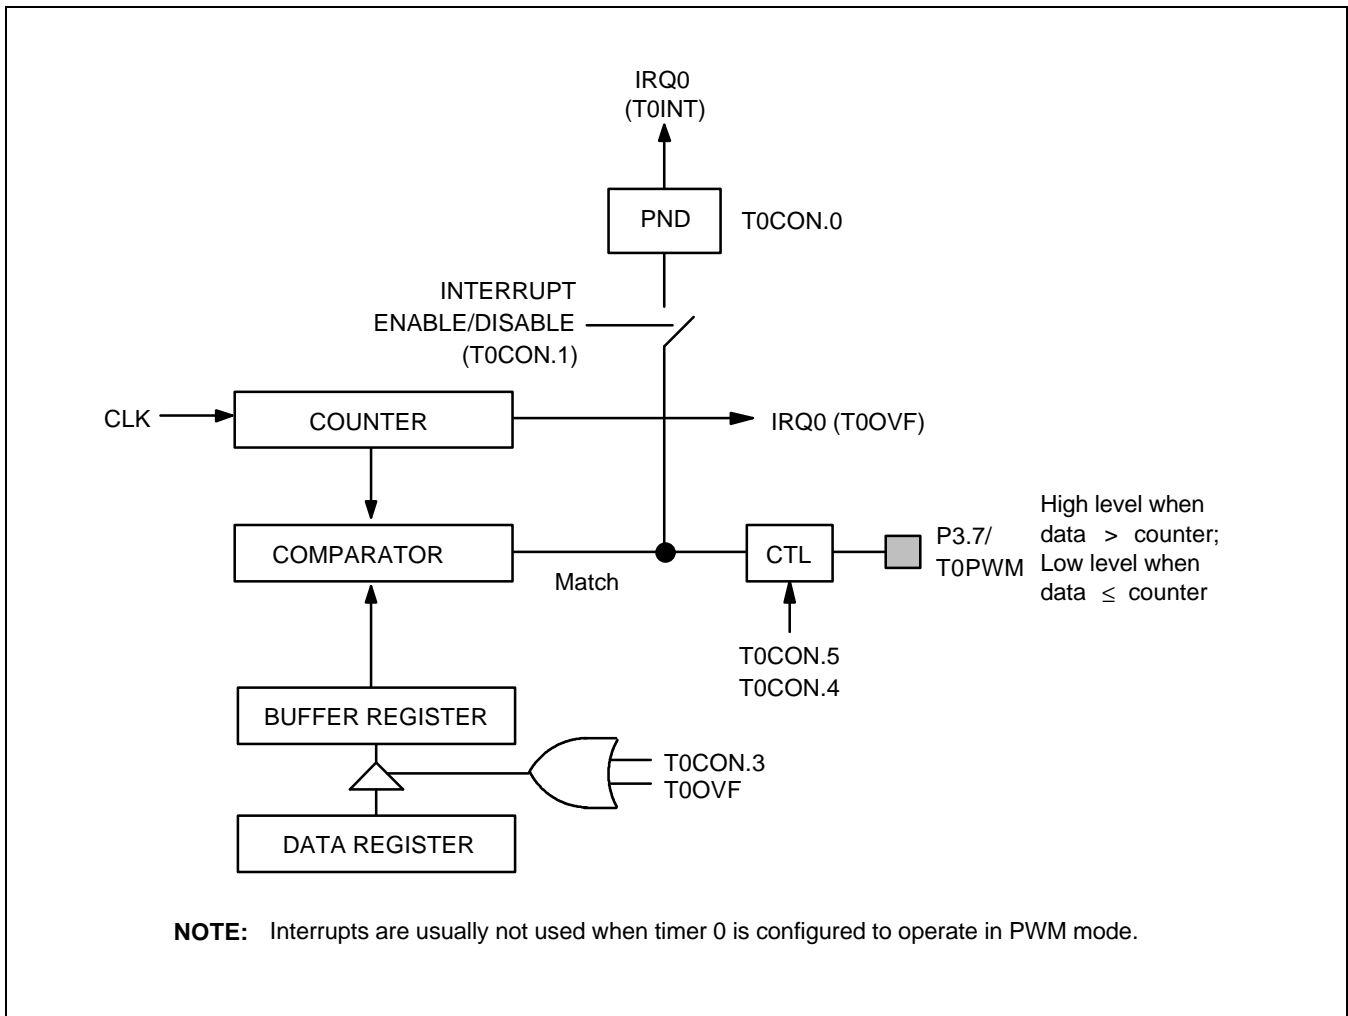 IRQ0
(T0INT)
PND
T0CON.0
INTERRUPT
ENABLE/DISABLE
(T0CON.1)
CLK
COUNTER
IRQ0 (T0OVF)
COMPARATOR
Match
CTL
P3.7/
T0PWM
High level when
data > counter;
Low level when
data ≤ counter
T0CON.5
T0CON.4
BUFFER REGISTER
T0CON.3
T0OVF
DATA REGISTER
NOTE: Interrupts are usually not used when timer 0 is configured to operate in PWM mode.